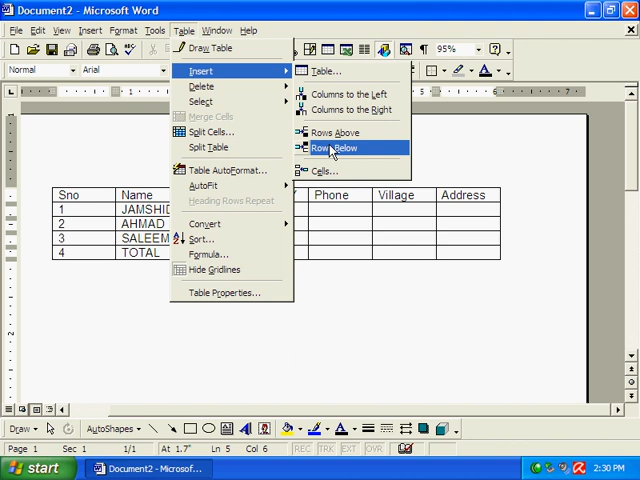 Document2 - Microsoft Word
File Edit View Insert Format Tools Table Window Help
95%
Normal Arial
Draw Table
Insert
Delete
Select
Merge Cells
Split Cells...
Split Table
Table AutoFormat...
AutoFit
Heading Rows Repeat
Convert
Sort...
Formula...
Hide Gridlines
Table Properties...
Table...
Columns to the Left
Columns to the Right
Rows Above
Rows Below
Cells...
Sno Name Phone Village Address
1 JAMSHID
2 AHMAD
3 SALEEM
4 TOTAL
Draw AutoShapes
Page 1 Sec 1 1/1 At 1.7" Ln 5 Col 6 REC TRK EXT OVR
start Document2 - Microsof... 2:30 PM